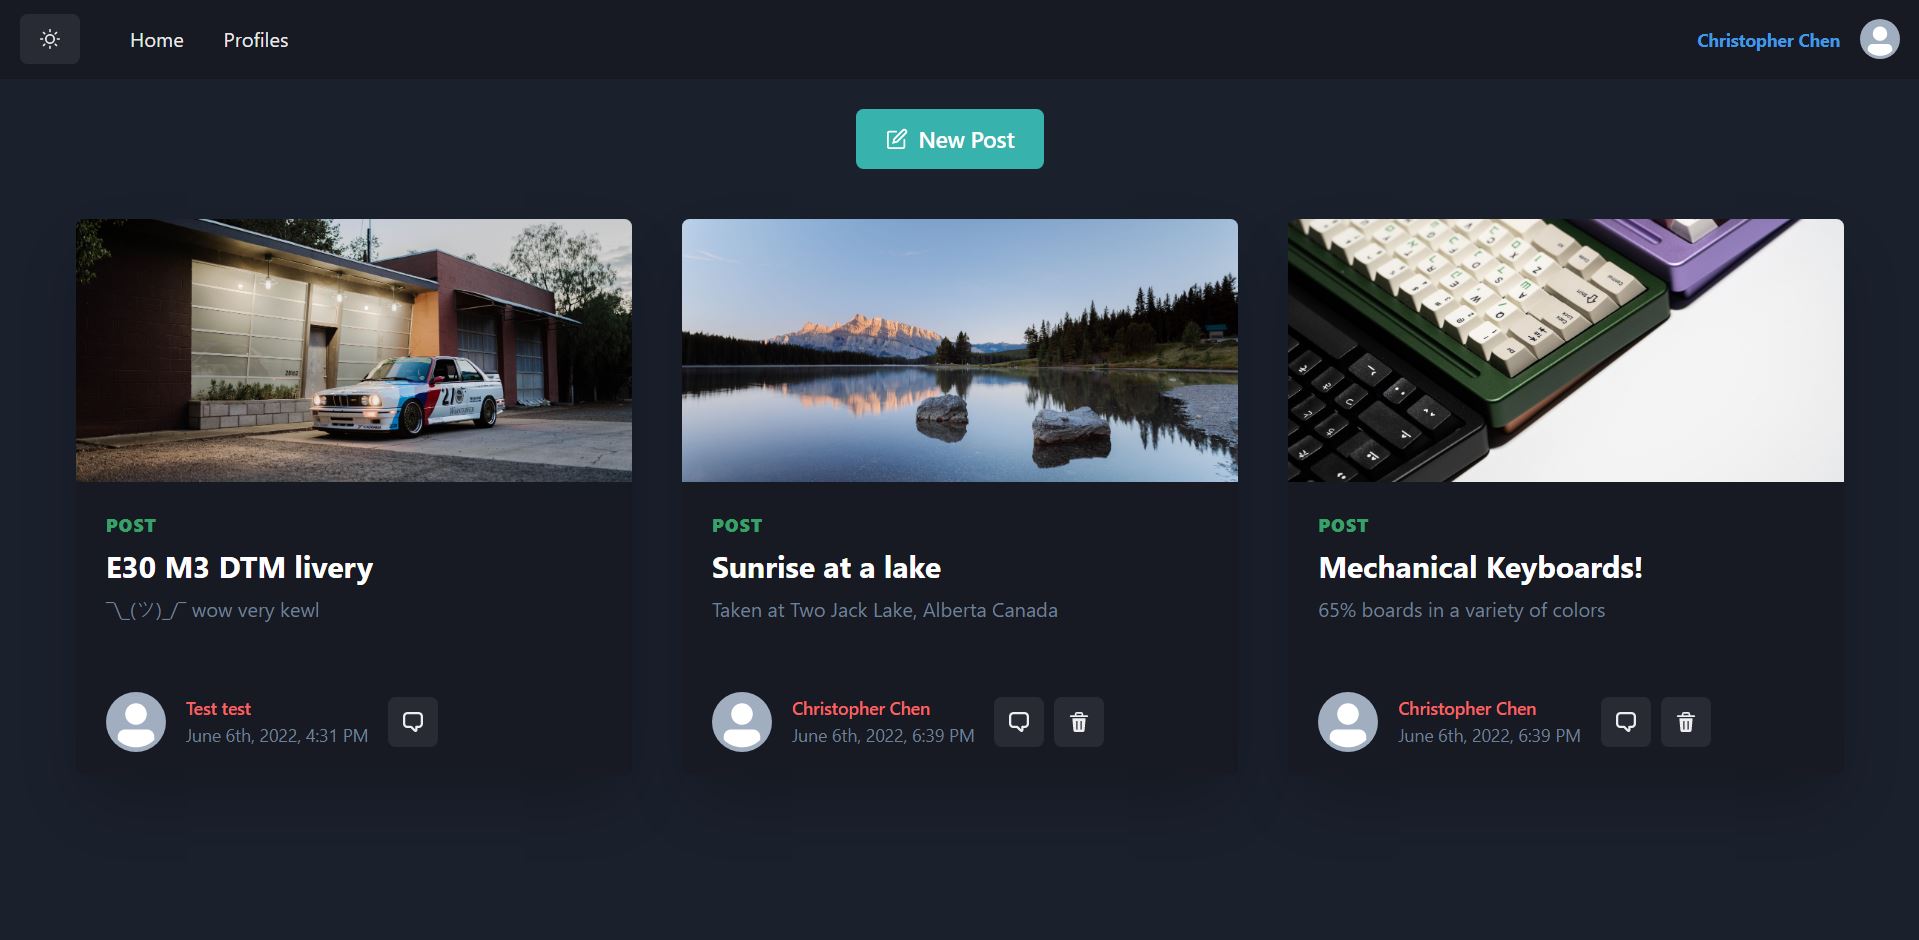 Home Profiles Christopher Chen
New Post
POST
E30 M3 DTM livery
¯\_(ツ)_/¯ wow very kewl
Test test
June 6th, 2022, 4:31 PM
POST
Sunrise at a lake
Taken at Two Jack Lake, Alberta Canada
Christopher Chen
June 6th, 2022, 6:39 PM
POST
Mechanical Keyboards!
65% boards in a variety of colors
Christopher Chen
June 6th, 2022, 6:39 PM